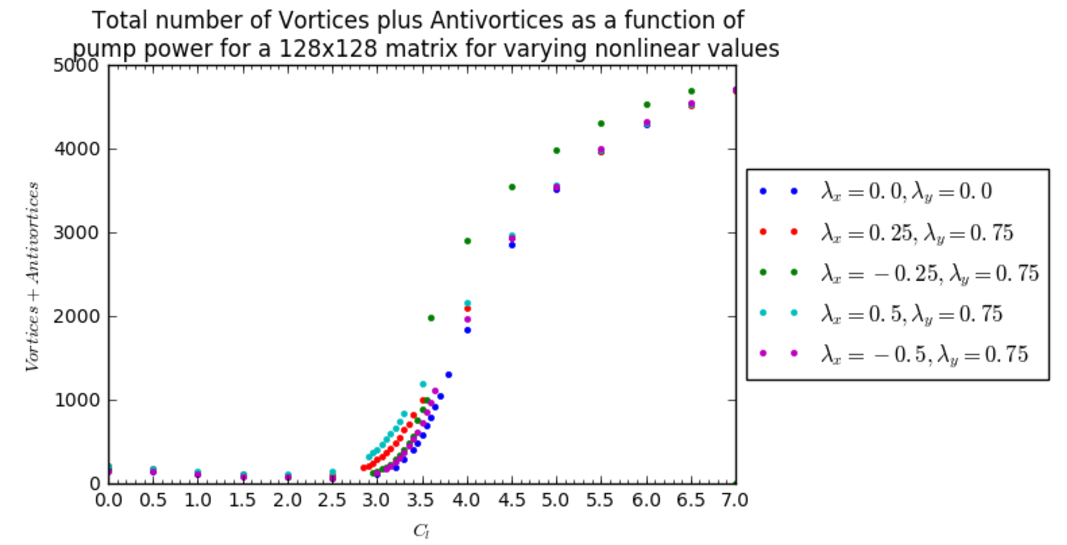 Total number of Vortices plus Antivortices as a function of
pump power for a 128x128 matrix for varying nonlinear values
5000
4000
3000
2000
1000
0
Vortices + Antivortices
0.0 0.5 1.0 1.5 2.0 2.5 3.0 3.5 4.0 4.5 5.0 5.5 6.0 6.5 7.0
C_l
λ_x = 0.0, λ_y = 0.0
λ_x = 0.25, λ_y = 0.75
λ_x = −0.25, λ_y = 0.75
λ_x = 0.5, λ_y = 0.75
λ_x = −0.5, λ_y = 0.75